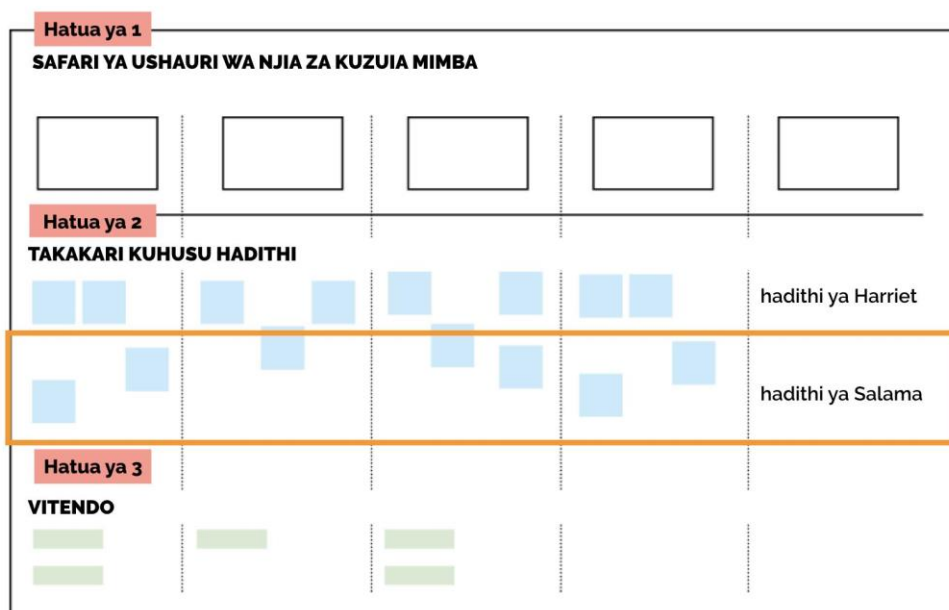 Hatua ya 1
SAFARI YA USHAURI WA NJIA ZA KUZUIA MIMBA
Hatua ya 2
TAKAKARI KUHUSU HADITHI
hadithi ya Harriet
hadithi ya Salama
Hatua ya 3
VITENDO